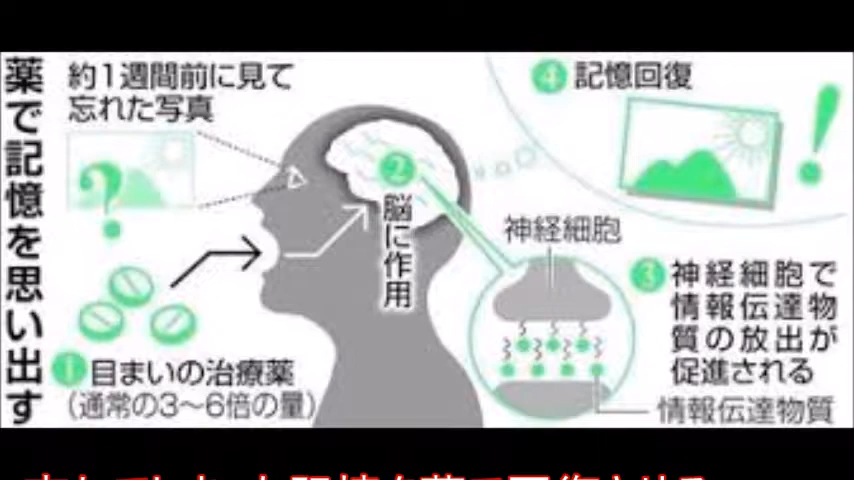 薬で記憶を思い出す
約1週間前に見て
忘れた写真
?
1 目まいの治療薬
(通常の3〜6倍の量)
2
脳に作用
神経細胞
3 神経細胞で
情報伝達物
質の放出が
促進される
情報伝達物質
4 記憶回復
!